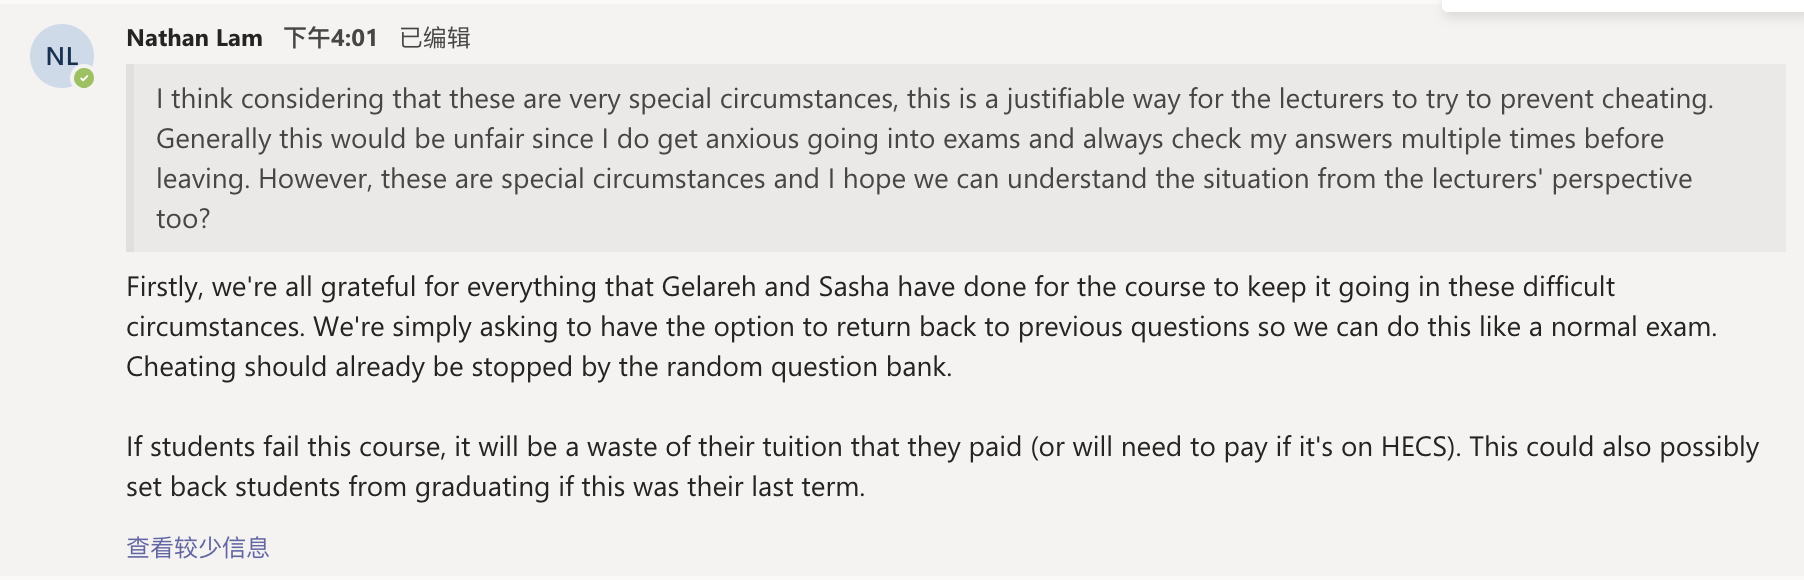 Nathan Lam 下午4:01 已编辑
NL
I think considering that these are very special circumstances, this is a justifiable way for the lecturers to try to prevent cheating.
Generally this would be unfair since I do get anxious going into exams and always check my answers multiple times before
leaving. However, these are special circumstances and I hope we can understand the situation from the lecturers' perspective
too?
Firstly, we're all grateful for everything that Gelareh and Sasha have done for the course to keep it going in these difficult
circumstances. We're simply asking to have the option to return back to previous questions so we can do this like a normal exam.
Cheating should already be stopped by the random question bank.
If students fail this course, it will be a waste of their tuition that they paid (or will need to pay if it's on HECS). This could also possibly
set back students from graduating if this was their last term.
查看较少信息